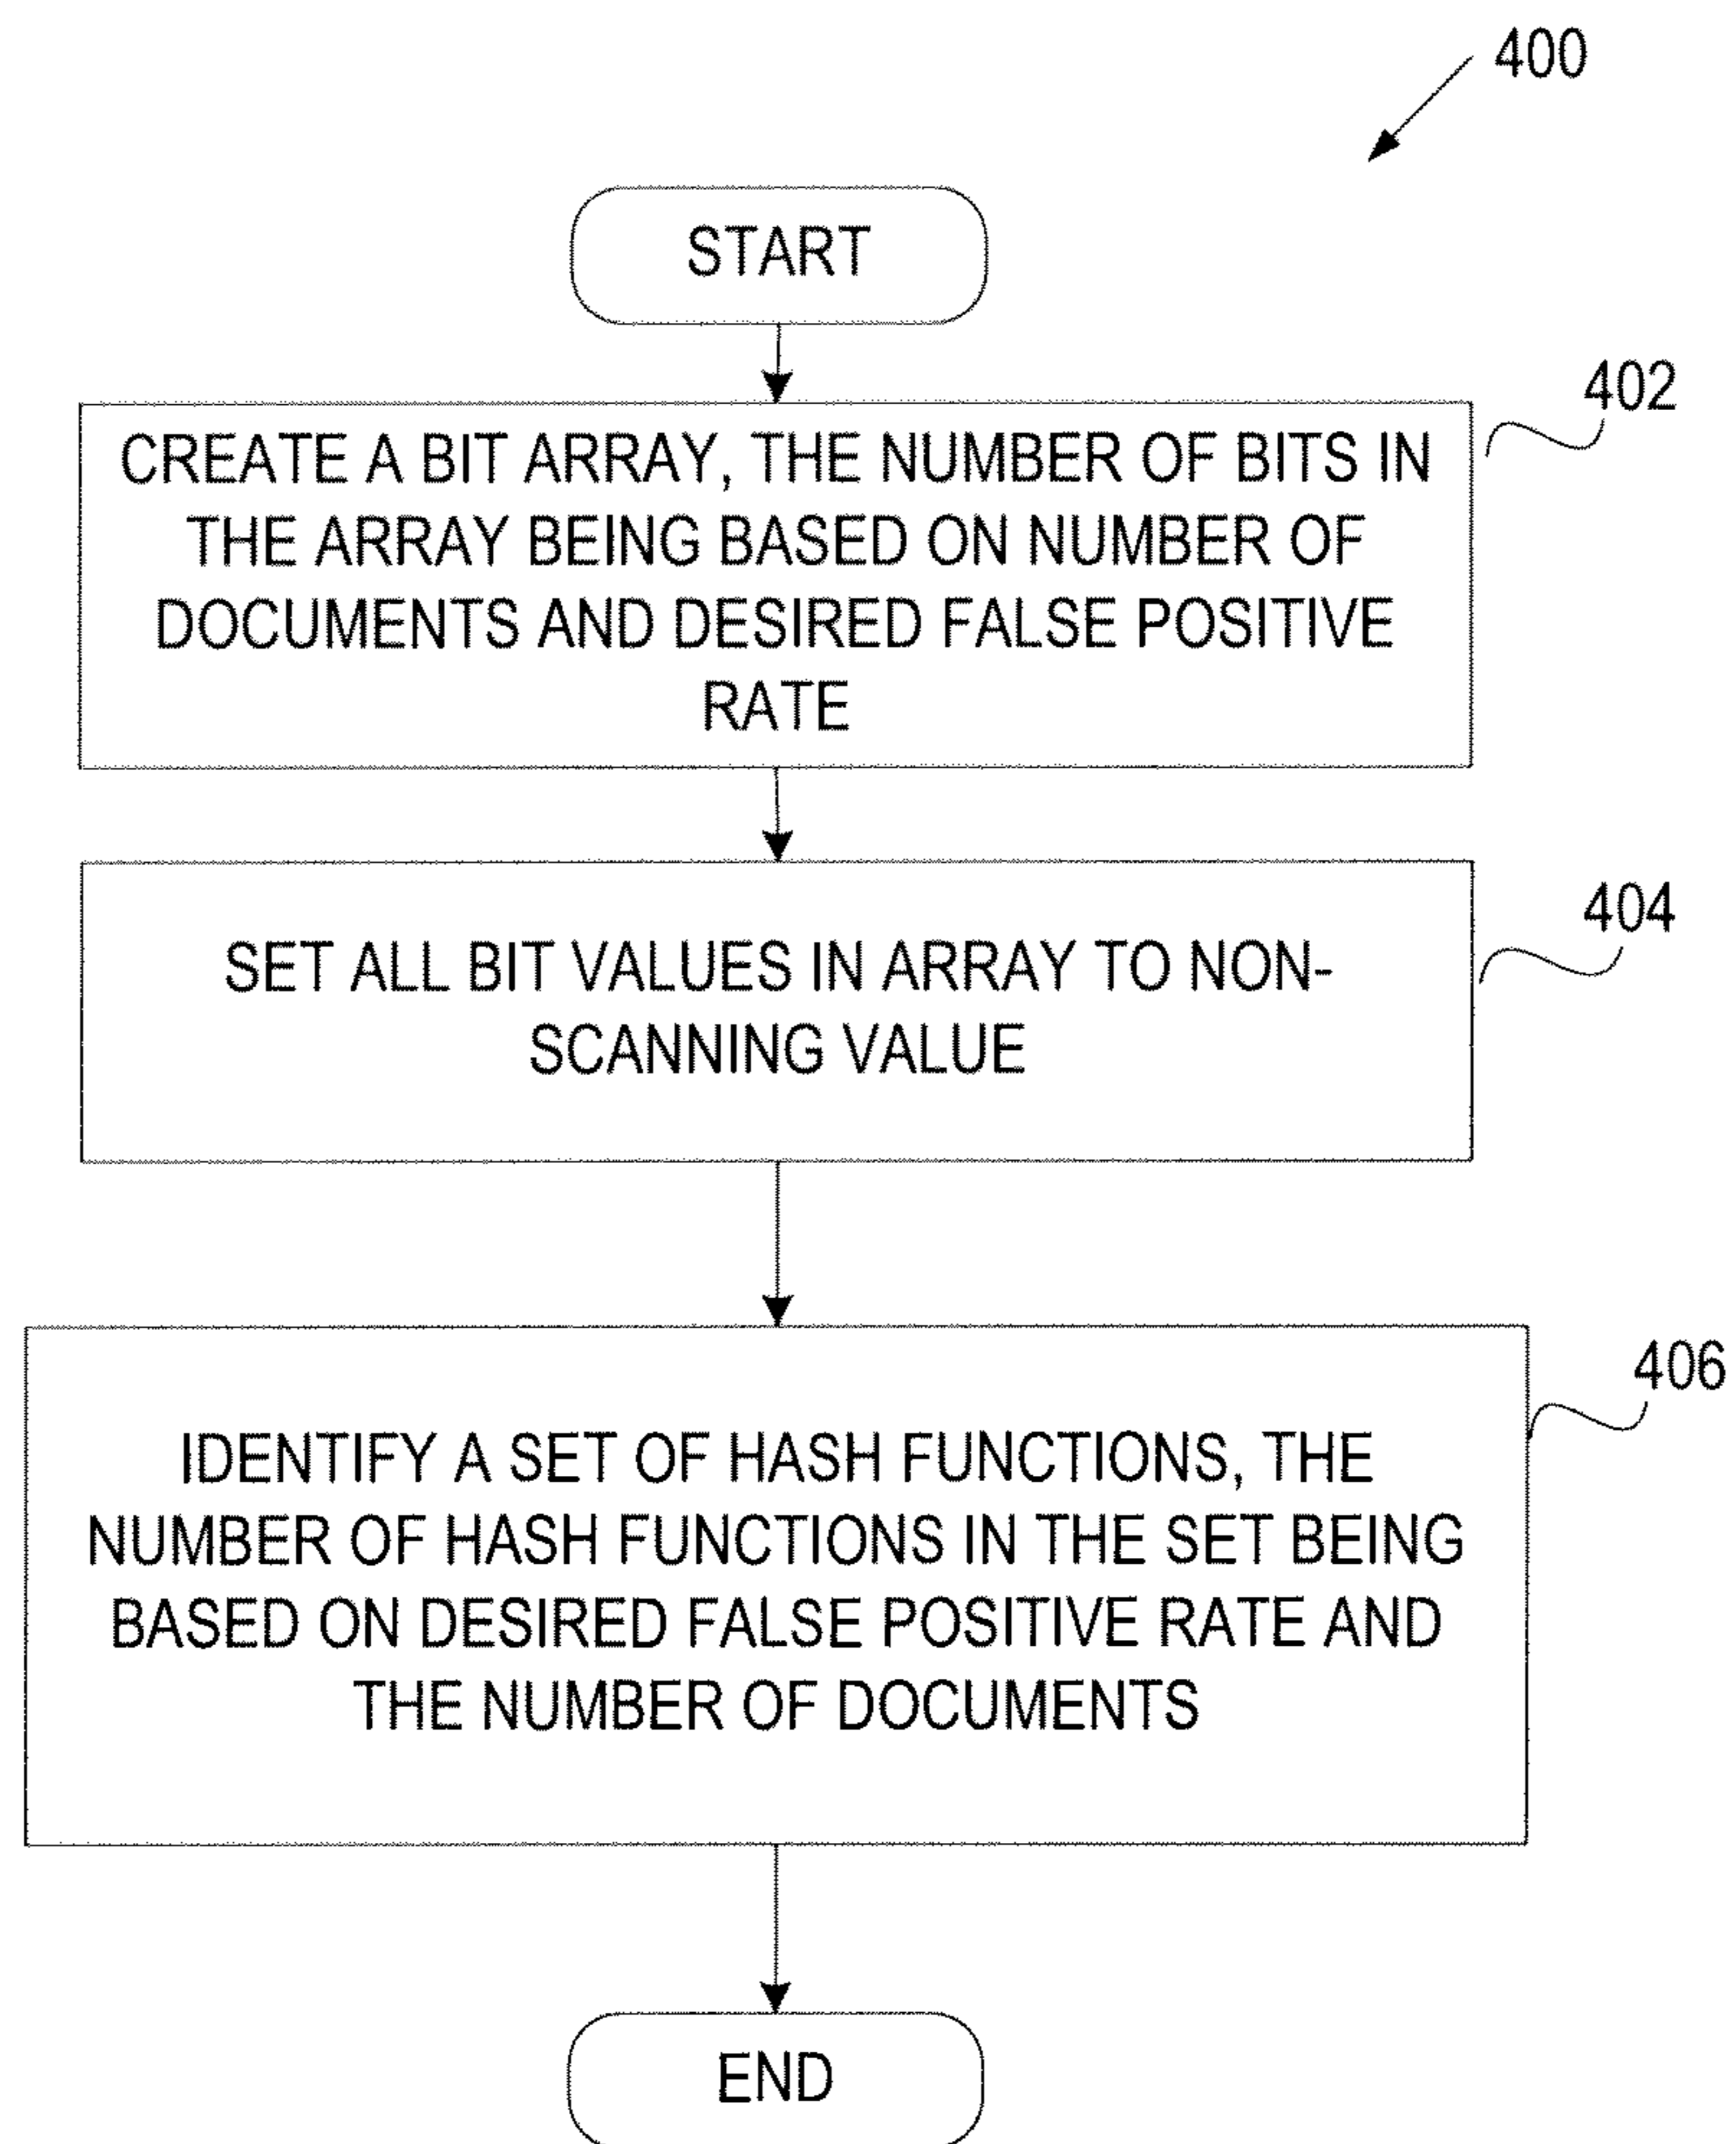 400
START
402
CREATE A BIT ARRAY, THE NUMBER OF BITS IN
THE ARRAY BEING BASED ON NUMBER OF
DOCUMENTS AND DESIRED FALSE POSITIVE
RATE
404
SET ALL BIT VALUES IN ARRAY TO NON-
SCANNING VALUE
406
IDENTIFY A SET OF HASH FUNCTIONS, THE
NUMBER OF HASH FUNCTIONS IN THE SET BEING
BASED ON DESIRED FALSE POSITIVE RATE AND
THE NUMBER OF DOCUMENTS
END